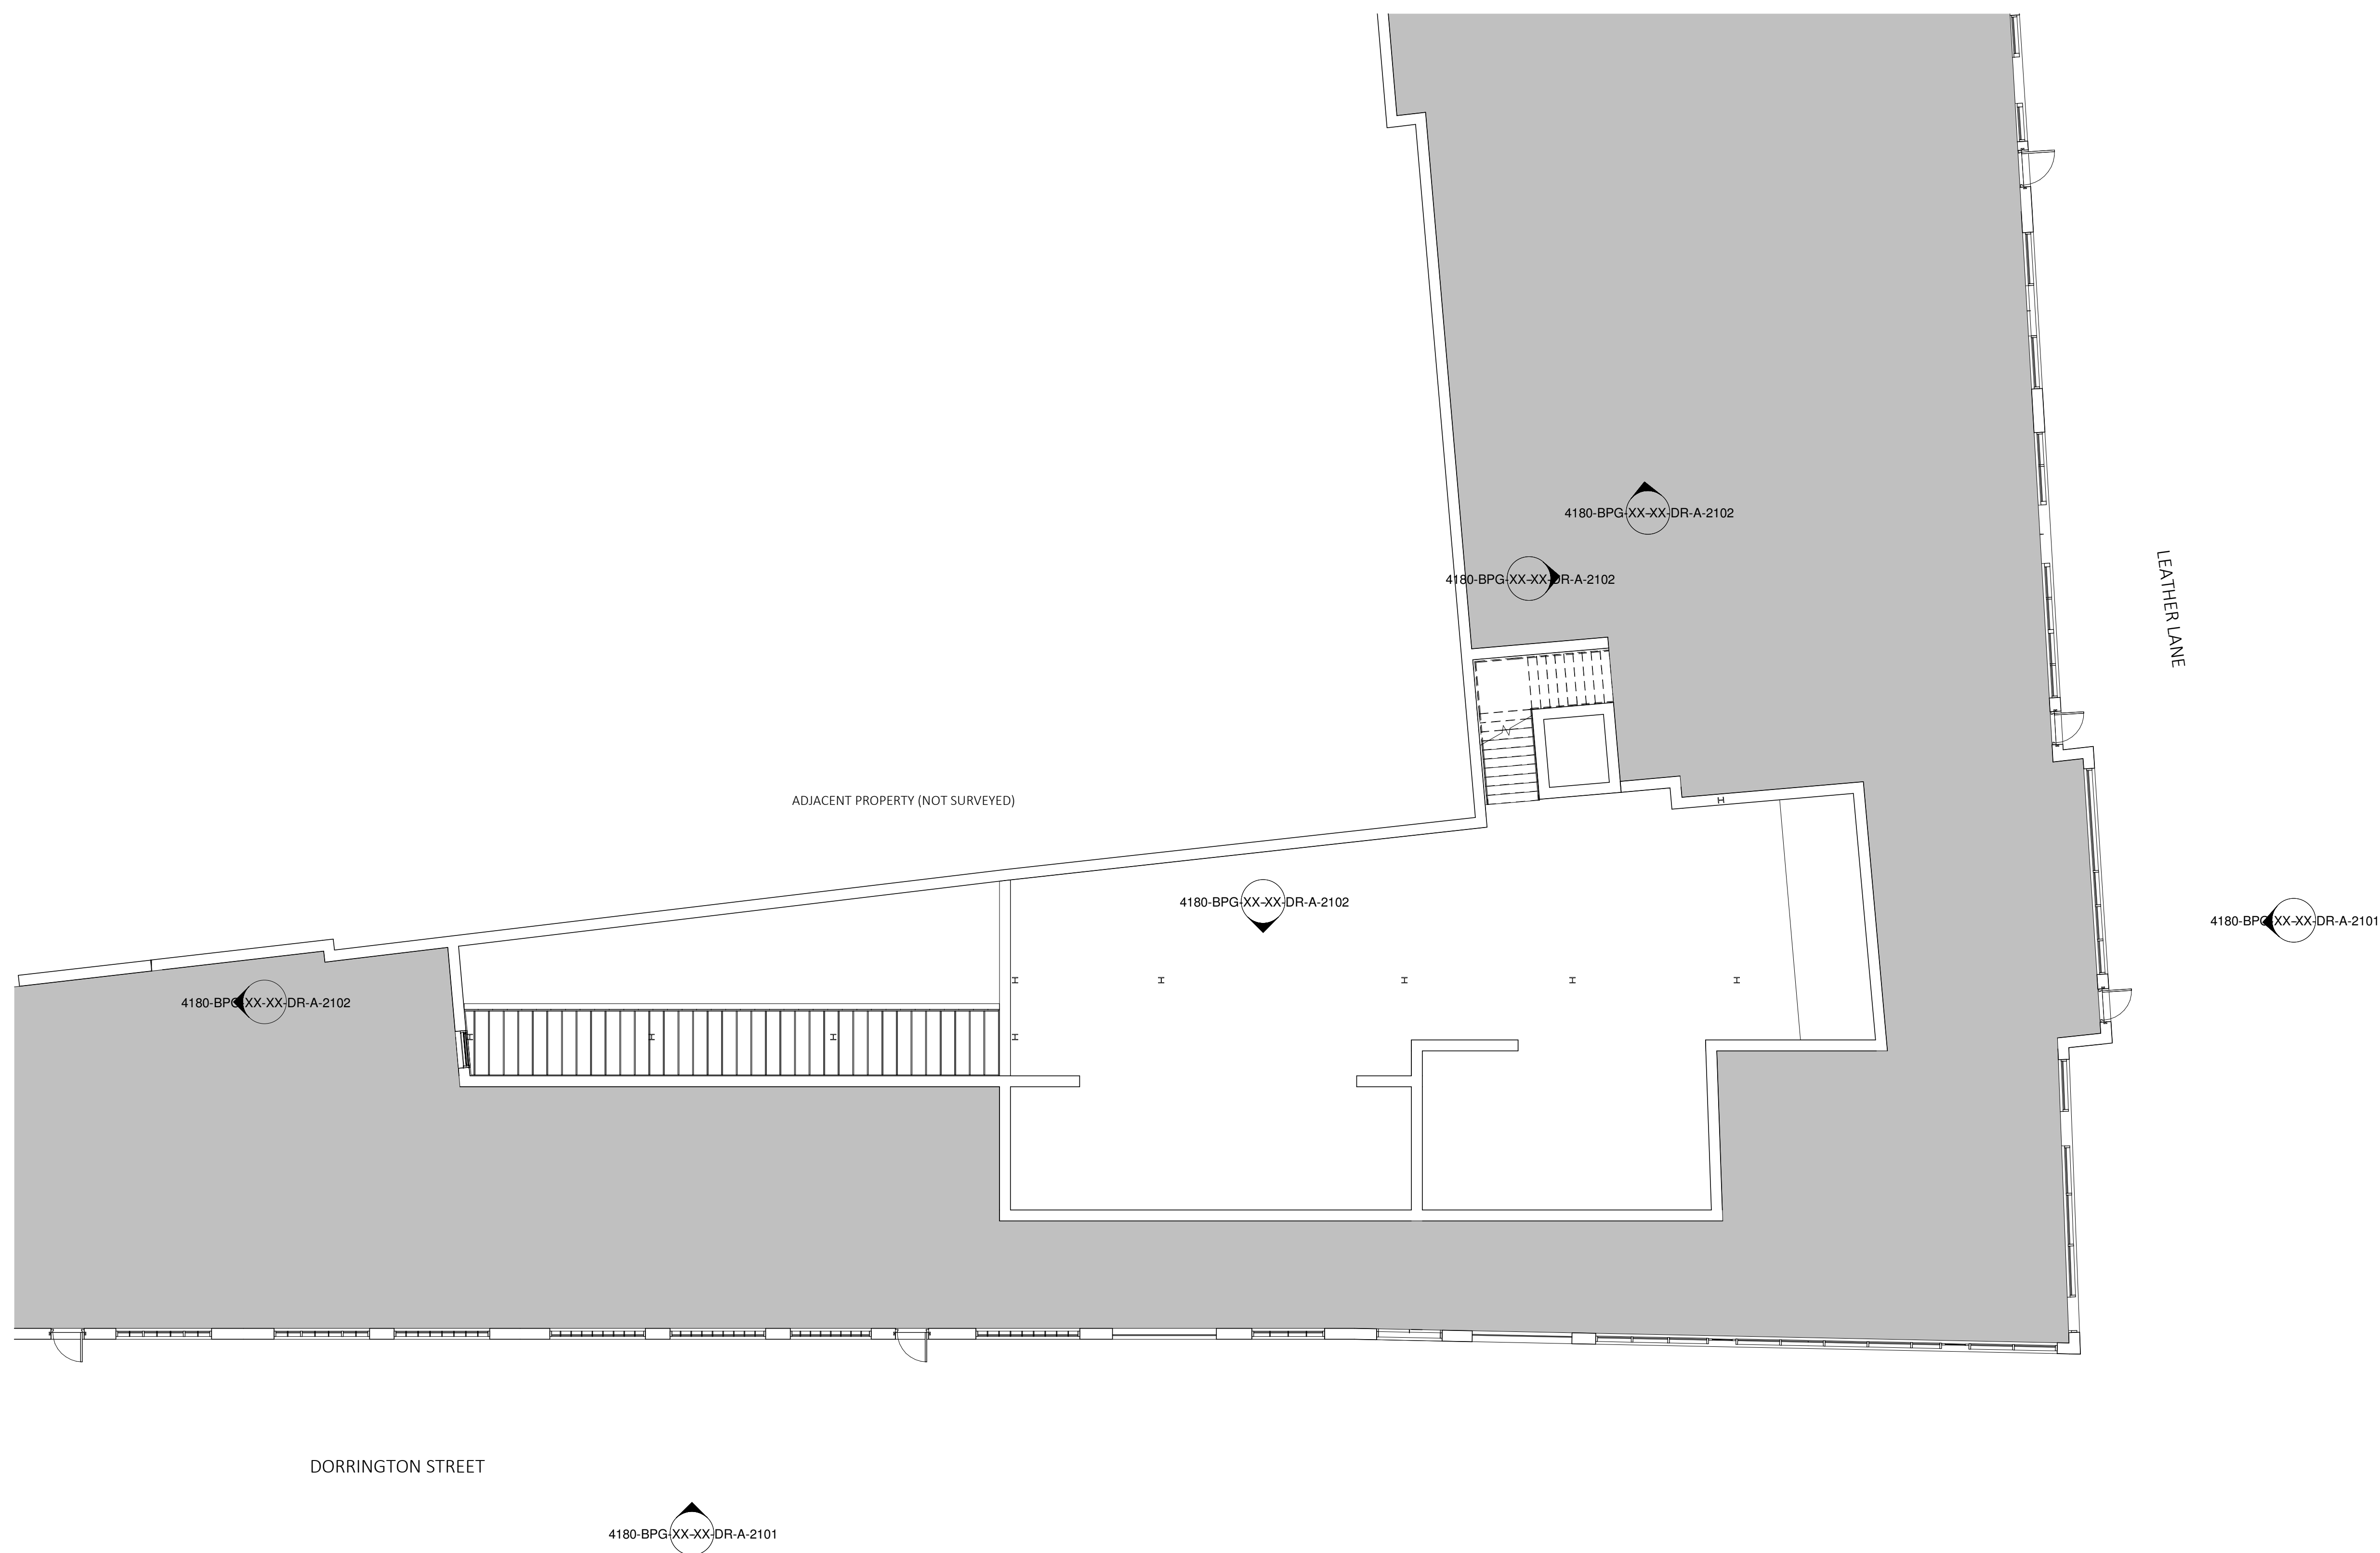 4180-BPG-XX-XX-DR-A-2102
4180-BPG-XX-XX-DR-A-2102
LEATHER LANE
ADJACENT PROPERTY (NOT SURVEYED)
4180-BPG-XX-XX-DR-A-2102
4180-BPG-XX-XX-DR-A-2101
4180-BPG-XX-XX-DR-A-2102
DORRINGTON STREET
4180-BPG-XX-XX-DR-A-2101